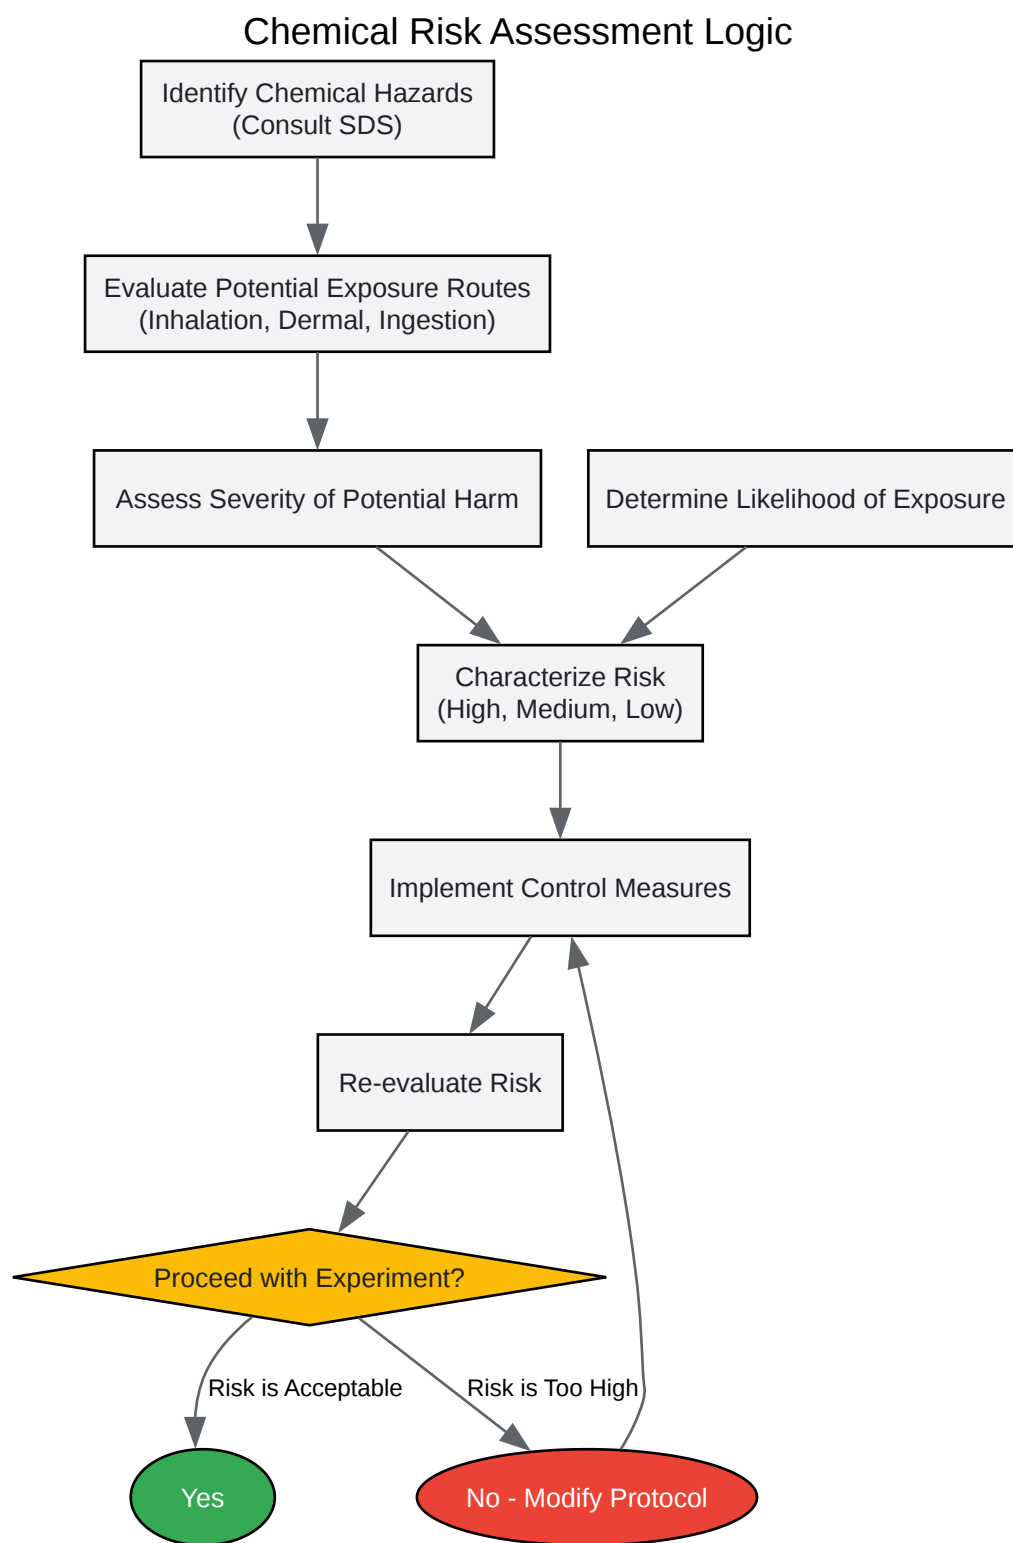 Chemical Risk Assessment Logic
Identify Chemical Hazards
(Consult SDS)
Evaluate Potential Exposure Routes
(Inhalation, Dermal, Ingestion)
Assess Severity of Potential Harm
Determine Likelihood of Exposure
Characterize Risk
(High, Medium, Low)
Implement Control Measures
Re-evaluate Risk
Proceed with Experiment?
Risk is Acceptable
Risk is Too High
Yes
No - Modify Protocol